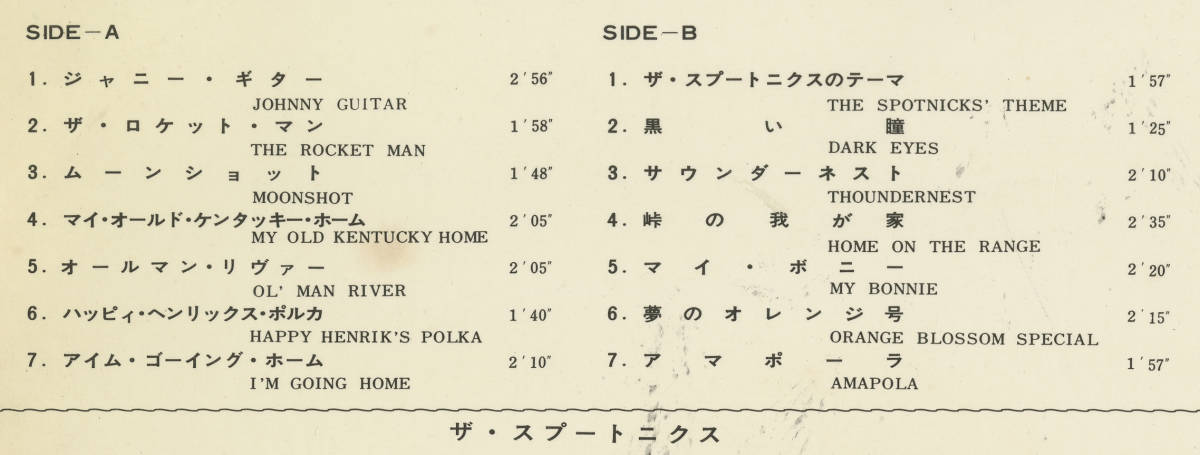 SIDE－A
1. ジャニー・ギター 2′56″
JOHNNY GUITAR
2. ザ・ロケット・マン 1′58″
THE ROCKET MAN
3. ムーンショット 1′48″
MOONSHOT
4. マイ・オールド・ケンタッキー・ホーム 2′05″
MY OLD KENTUCKY HOME
5. オールマン・リヴァー 2′05″
OL' MAN RIVER
6. ハッピィ・ヘンリックス・ポルカ 1′40″
HAPPY HENRIK'S POLKA
7. アイム・ゴーイング・ホーム 2′10″
I'M GOING HOME
SIDE－B
1. ザ・スプートニクスのテーマ 1′57″
THE SPOTNICKS' THEME
2. 黒い瞳 1′25″
DARK EYES
3. サウンダーネスト 2′10″
THOUNDERNEST
4. 峠の我が家 2′35″
HOME ON THE RANGE
5. マイ・ボニー 2′20″
MY BONNIE
6. 夢のオレンジ号 2′15″
ORANGE BLOSSOM SPECIAL
7. アマポーラ 1′57″
AMAPOLA
ザ・スプートニクス